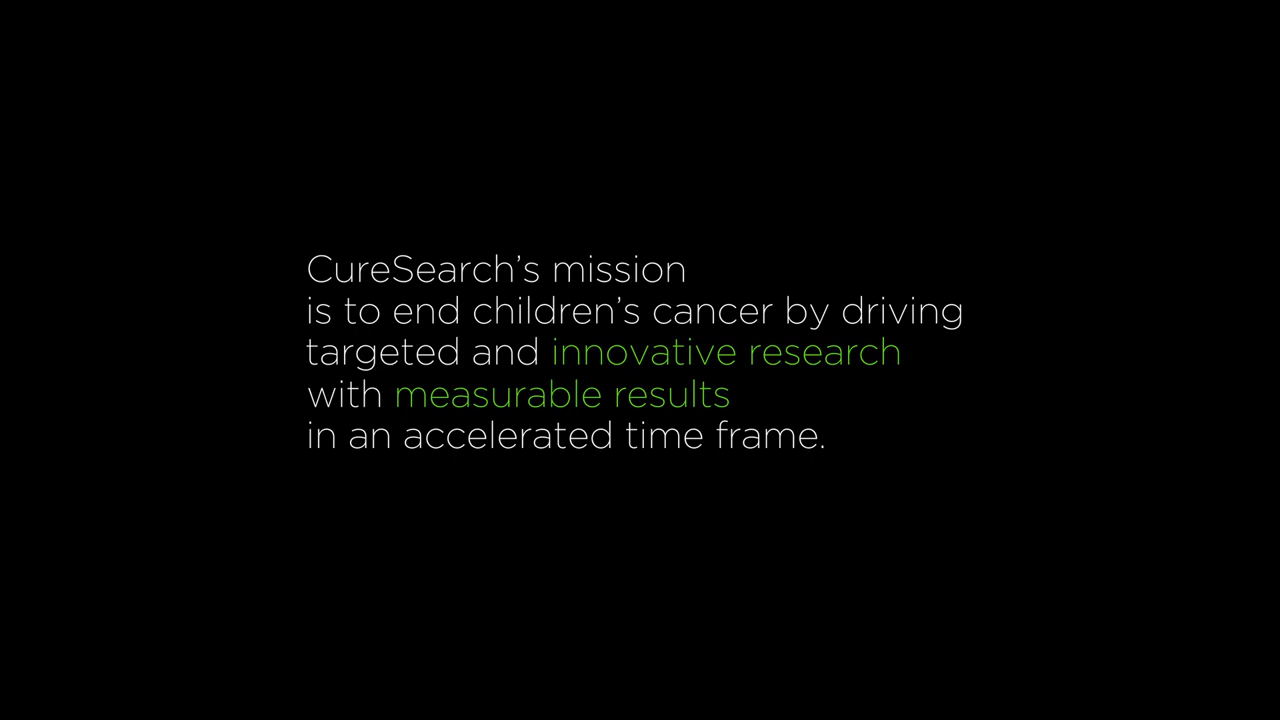 CureSearch’s mission
is to end children’s cancer by driving
targeted and innovative research
with measurable results
in an accelerated time frame.